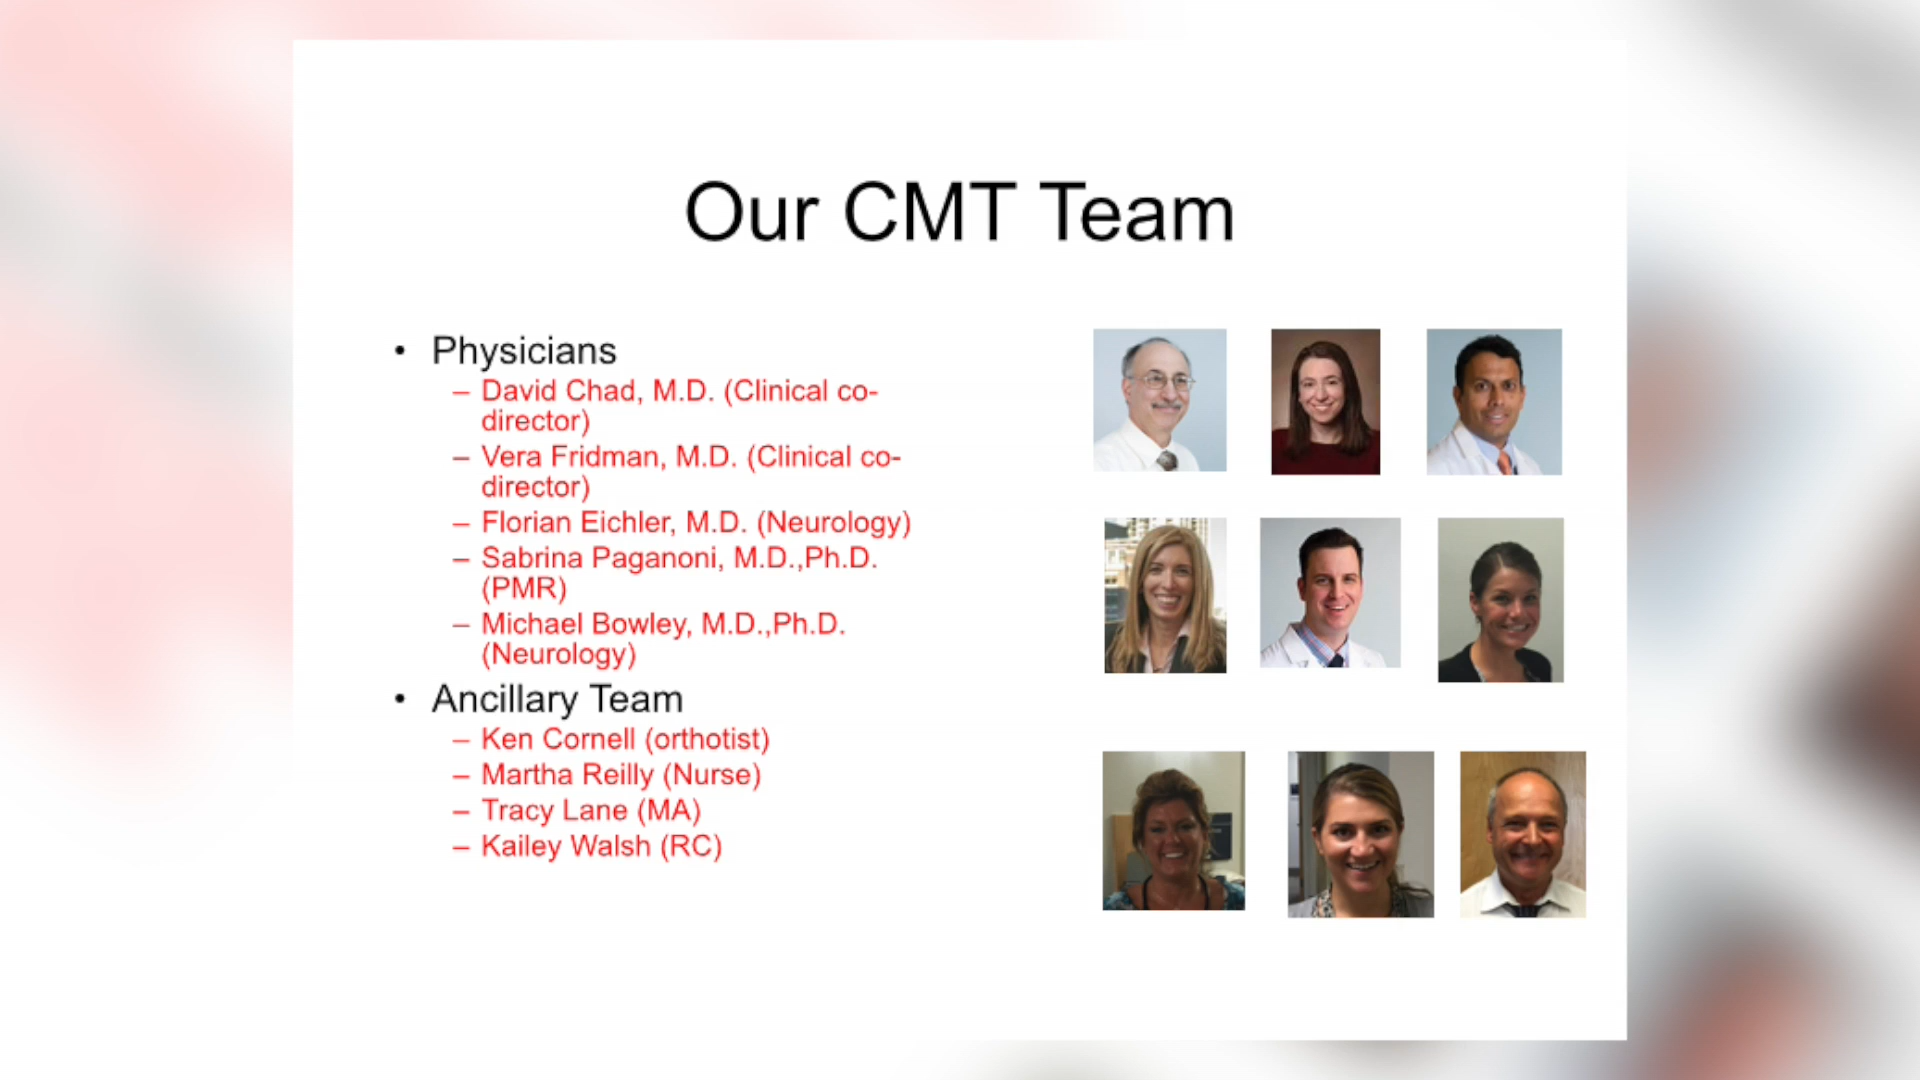 Our CMT Team
• Physicians
– David Chad, M.D. (Clinical co-
director)
– Vera Fridman, M.D. (Clinical co-
director)
– Florian Eichler, M.D. (Neurology)
– Sabrina Paganoni, M.D.,Ph.D.
(PMR)
– Michael Bowley, M.D.,Ph.D.
(Neurology)
• Ancillary Team
– Ken Cornell (orthotist)
– Martha Reilly (Nurse)
– Tracy Lane (MA)
– Kailey Walsh (RC)